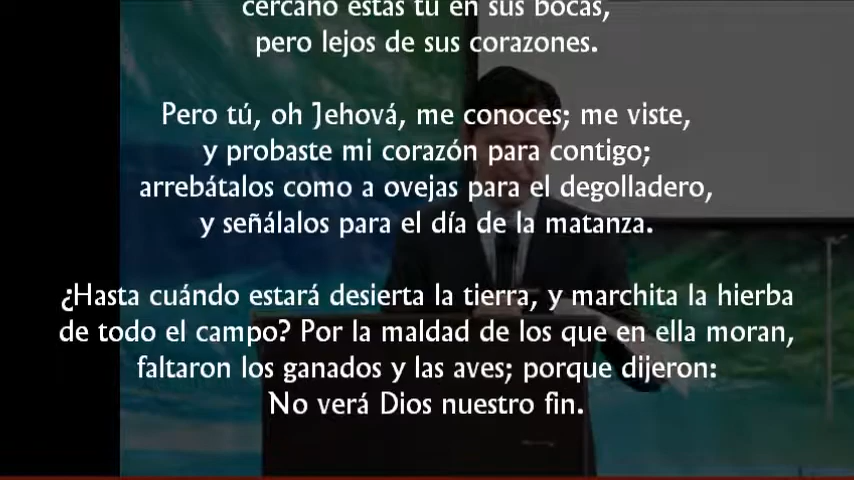 cercano estás tú en sus bocas,
pero lejos de sus corazones.
Pero tú, oh Jehová, me conoces; me viste,
y probaste mi corazón para contigo;
arrebátalos como a ovejas para el degolladero,
y señálalos para el día de la matanza.
¿Hasta cuándo estará desierta la tierra, y marchita la hierba
de todo el campo? Por la maldad de los que en ella moran,
faltaron los ganados y las aves; porque dijeron:
No verá Dios nuestro fin.